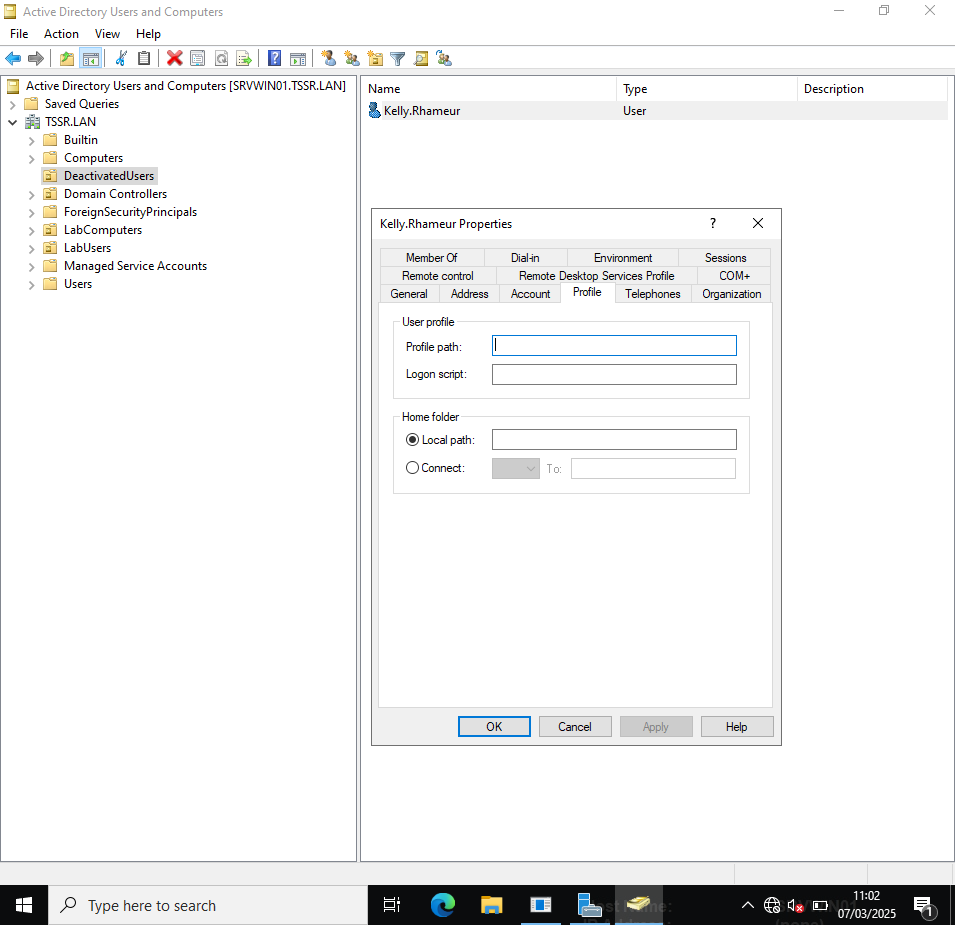 Active Directory Users and Computers
File Action View Help
Active Directory Users and Computers [SRVWIN01.TSSR.LAN]
Saved Queries
TSSR.LAN
Builtin
Computers
DeactivatedUsers
Domain Controllers
ForeignSecurityPrincipals
LabComputers
LabUsers
Managed Service Accounts
Users
Name Type Description
Kelly.Rhameur User
Kelly.Rhameur Properties ?
Member Of Dial-in Environment Sessions
Remote control Remote Desktop Services Profile COM+
General Address Account Profile Telephones Organization
User profile
Profile path:
Logon script:
Home folder
Local path:
Connect: To:
OK Cancel Apply Help
Type here to search
11:02
07/03/2025
1